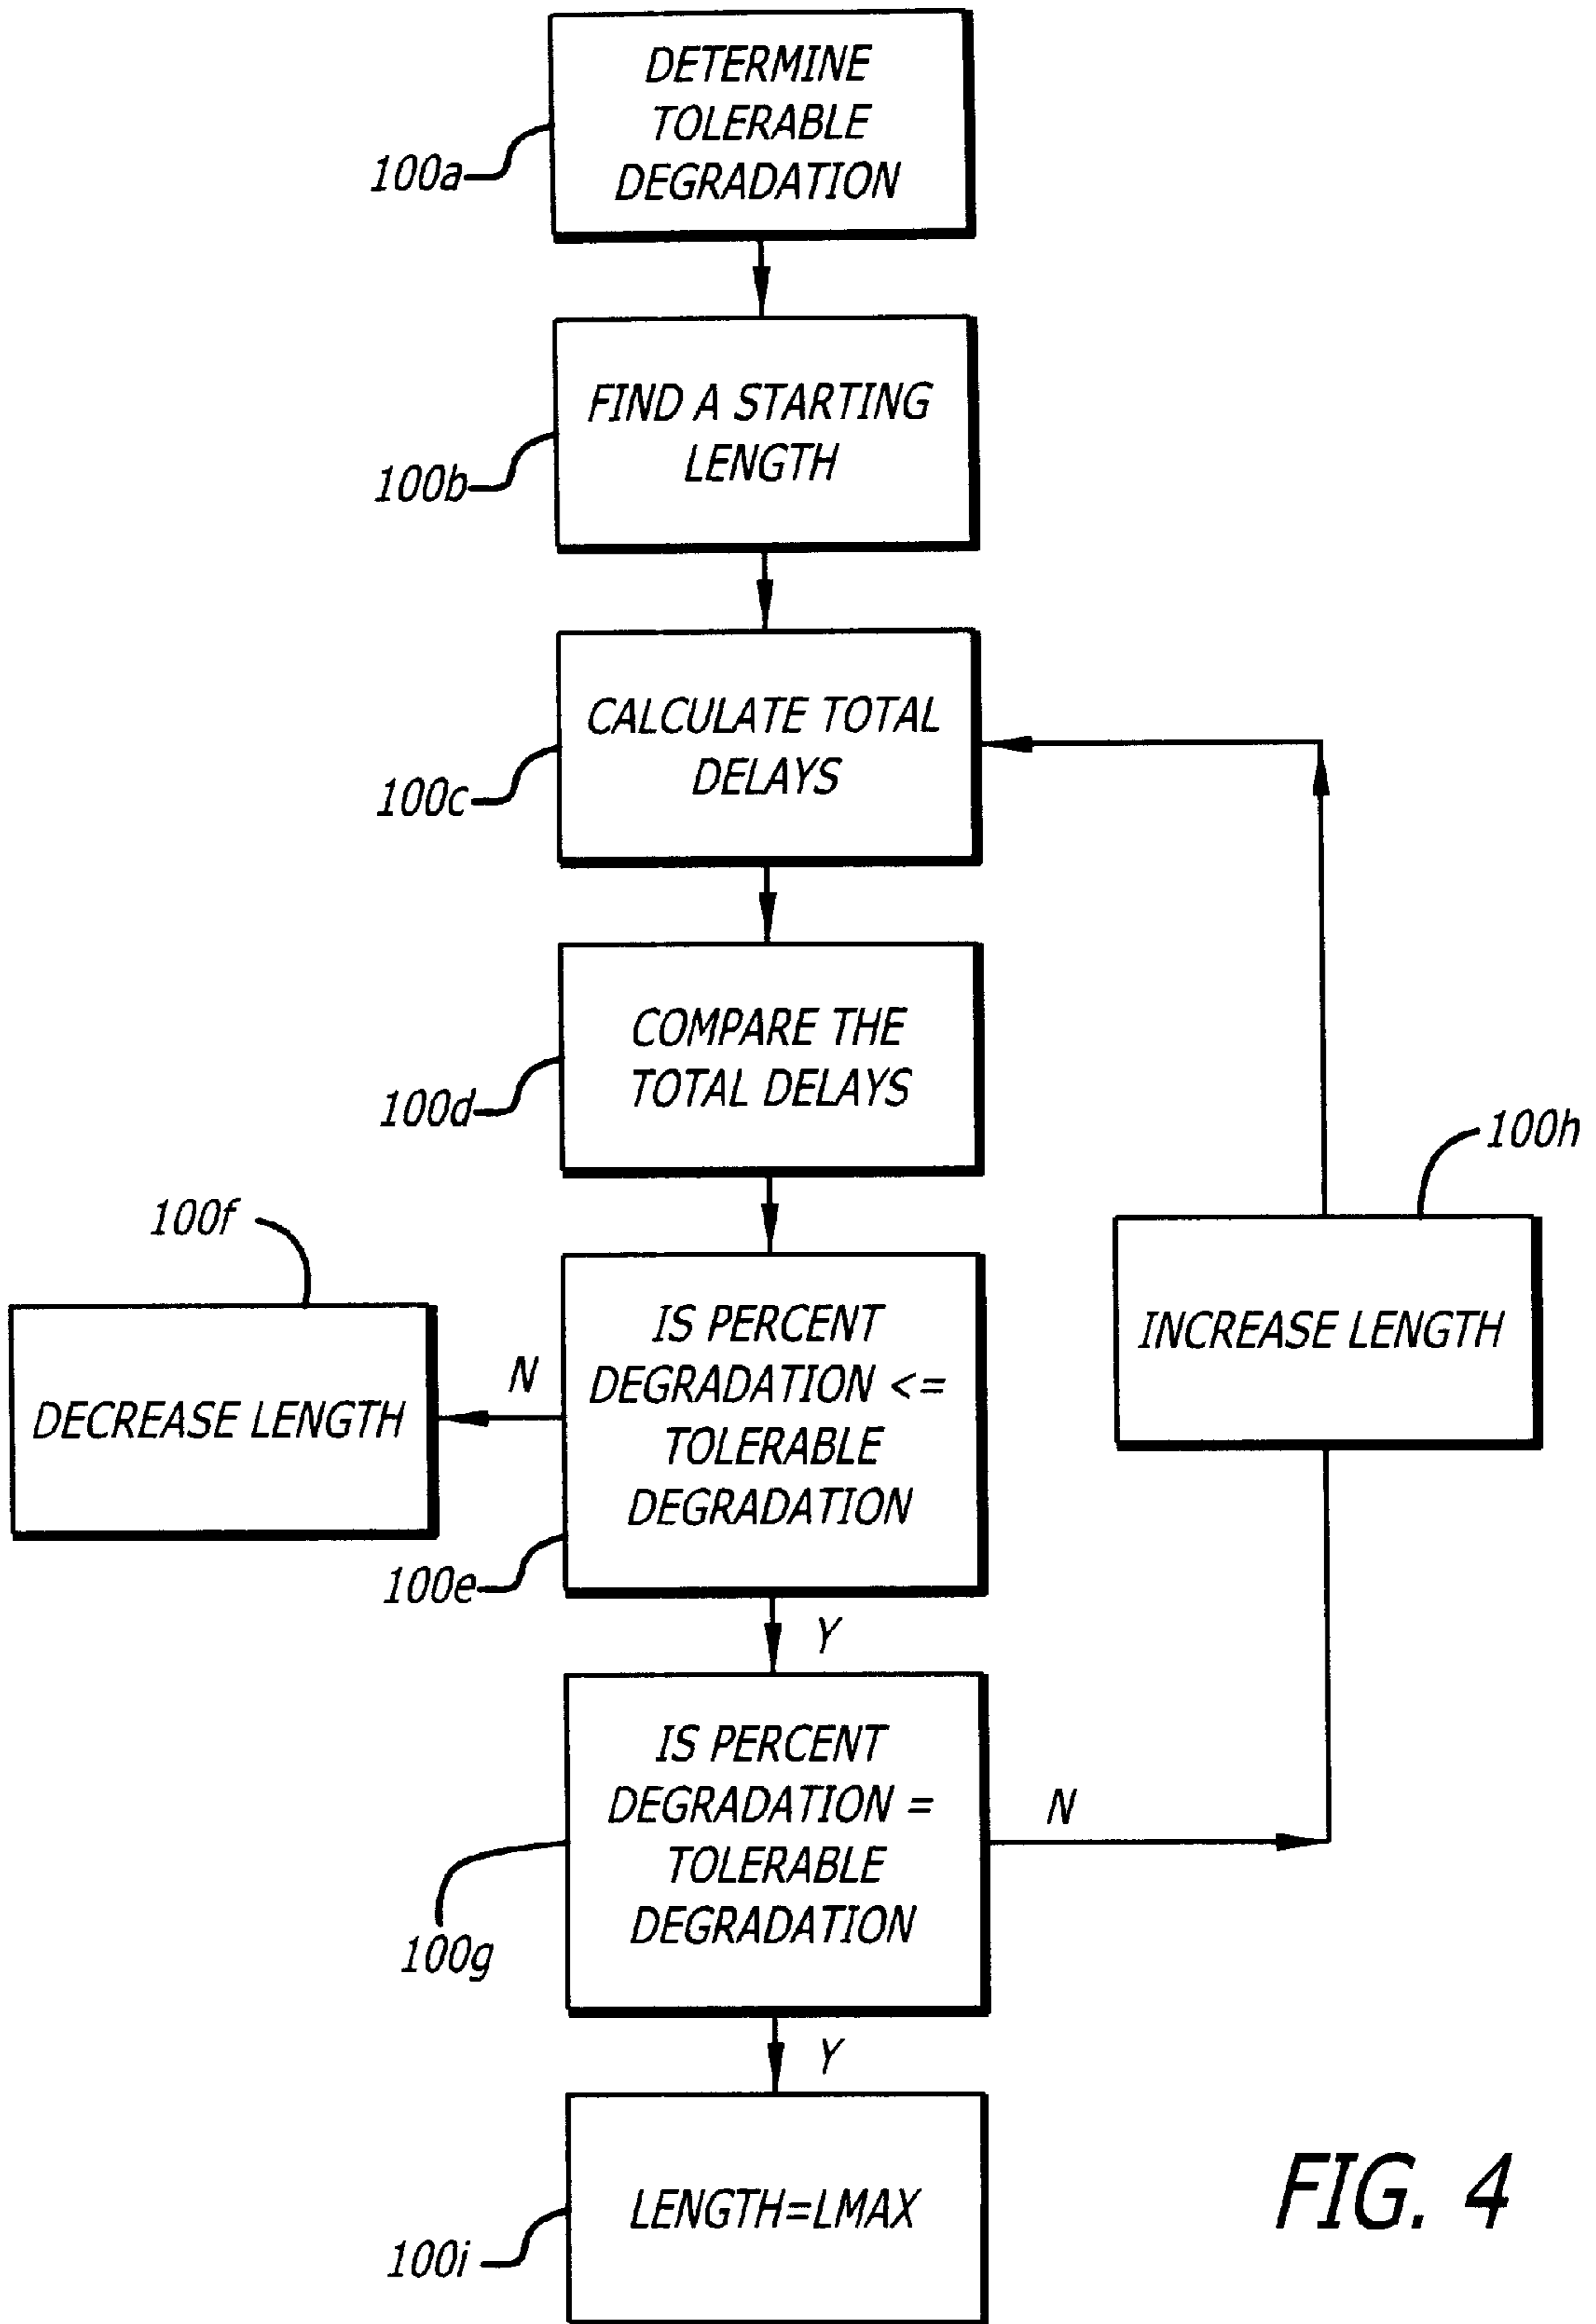 DETERMINE
TOLERABLE
DEGRADATION
100a
FIND A STARTING
LENGTH
100b
CALCULATE TOTAL
DELAYS
100c
COMPARE THE
TOTAL DELAYS
100d
100h
100f
INCREASE LENGTH
IS PERCENT
DEGRADATION <=
TOLERABLE
DEGRADATION
N
DECREASE LENGTH
100e
Y
IS PERCENT
DEGRADATION =
TOLERABLE
DEGRADATION
N
100g
Y
LENGTH=LMAX
100i
FIG. 4